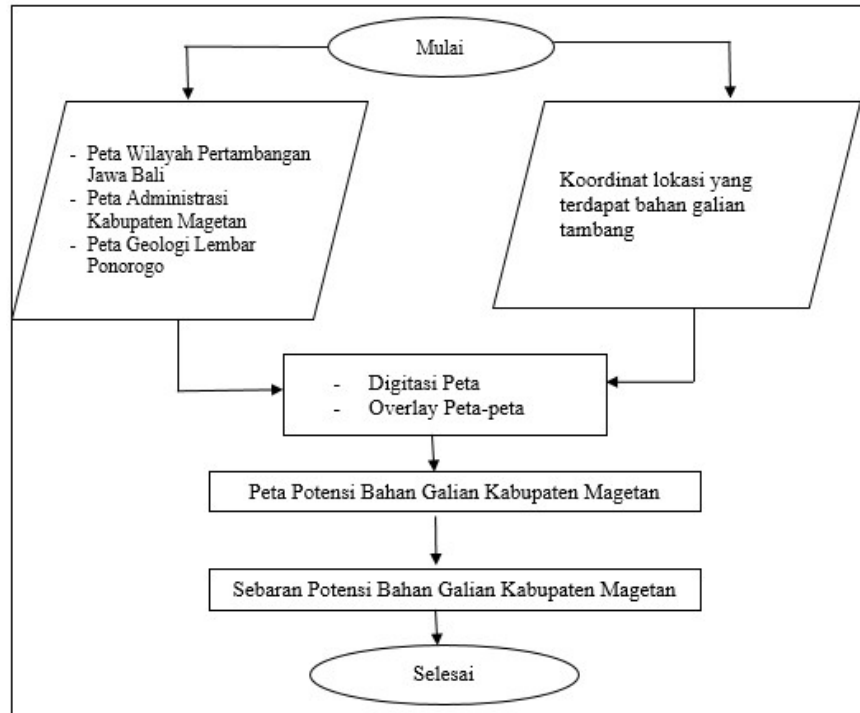 Mulai
- Peta Wilayah Pertambangan
Jawa Bali
- Peta Administrasi
Kabupaten Magetan
- Peta Geologi Lembar
Ponorogo
Koordinat lokasi yang
terdapat bahan galian
tambang
- Digitasi Peta
- Overlay Peta-peta
Peta Potensi Bahan Galian Kabupaten Magetan
Sebaran Potensi Bahan Galian Kabupaten Magetan
Selesai